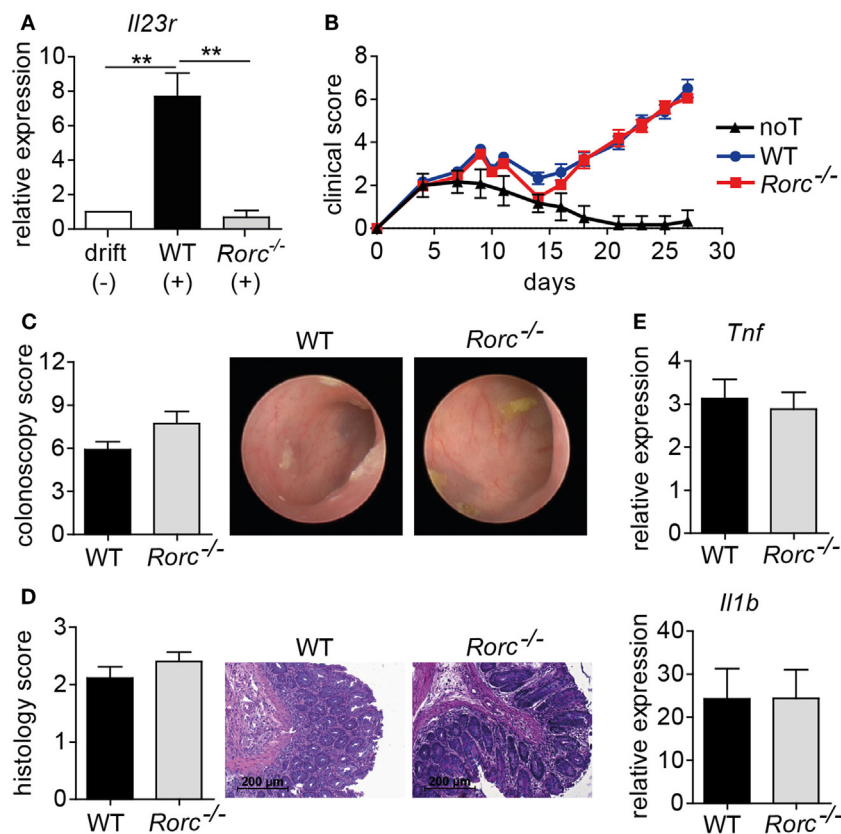 A
Il23r
** **
relative expression
10
8
6
4
2
0
drift WT Rorc-/-
(-) (+) (+)
B
clinical score
8
6
4
2
0
0 5 10 15 20 25 30
days
noT
WT
Rorc-/-
C
colonoscopy score
12
9
6
3
0
WT Rorc-/-
WT Rorc-/-
E
Tnf
relative expression
4
3
2
1
0
WT Rorc-/-
D
histology score
3
2
1
0
WT Rorc-/-
WT Rorc-/-
200 µm 200 µm
Il1b
relative expression
40
30
20
10
0
WT Rorc-/-